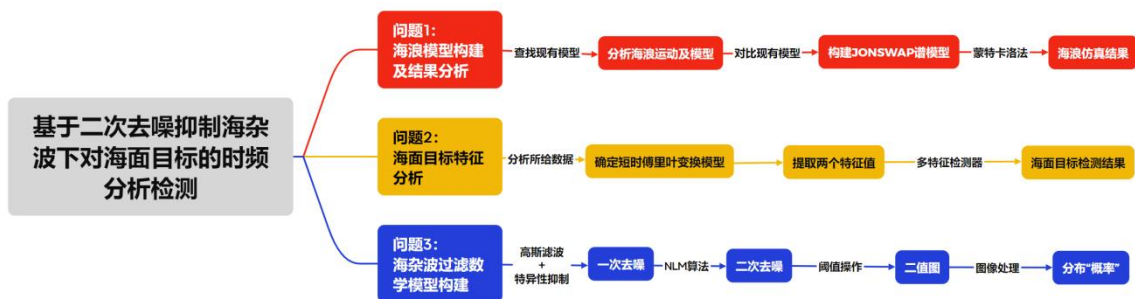 基于二次去噪抑制海杂
波下对海面目标的时频
分析检测
问题1:
海浪模型构建
及结果分析
查找现有模型
分析海浪运动及模型
对比现有模型
构建JONSWAP谱模型
蒙特卡洛法
海浪仿真结果
问题2:
海面目标特征
分析
分析所给数据
确定短时傅里叶变换模型
提取两个特征值
多特征检测器
海面目标检测结果
问题3:
海杂波过滤数
学模型构建
高斯滤波
+
特异性抑制
一次去噪
NLM算法
二次去噪
阈值操作
二值图
图像处理
分布“概率”